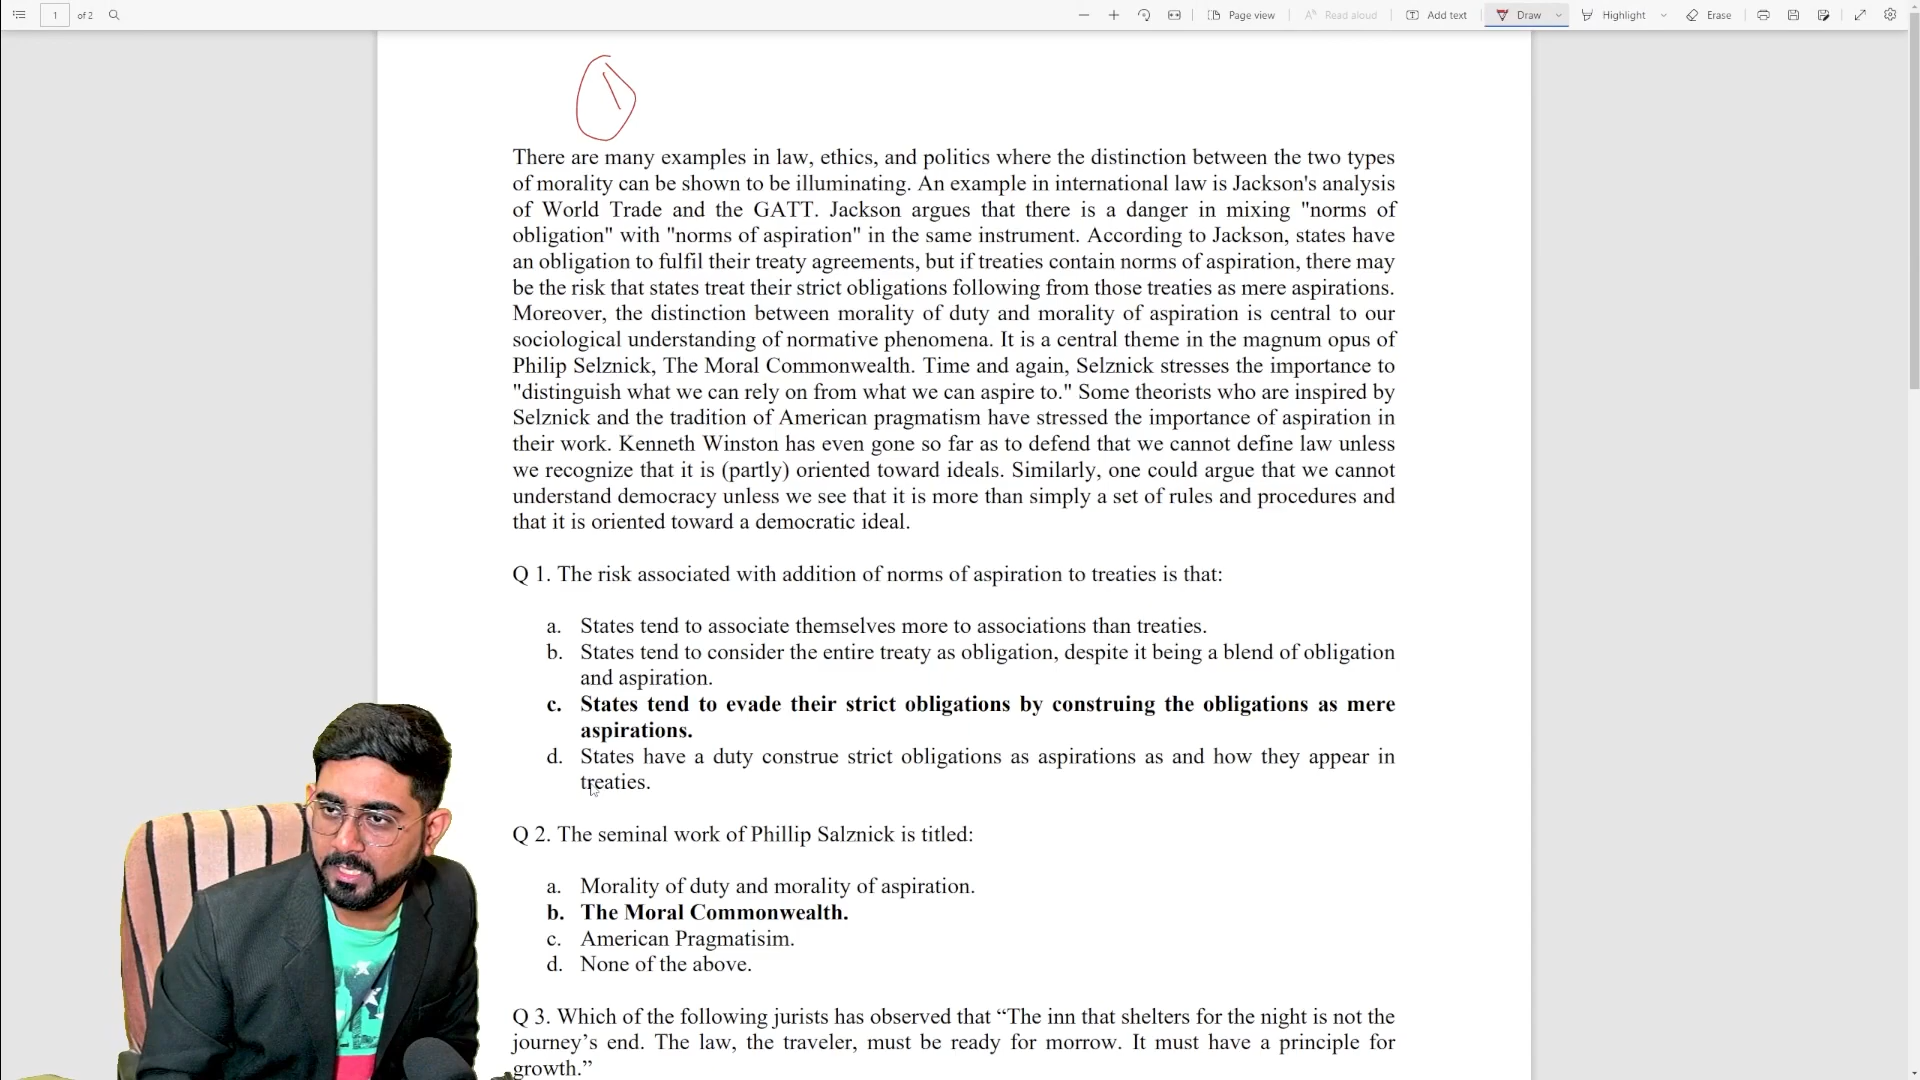 1 of 2 Page view Read aloud Add text Draw Highlight Erase
There are many examples in law, ethics, and politics where the distinction between the two types
of morality can be shown to be illuminating. An example in international law is Jackson's analysis
of World Trade and the GATT. Jackson argues that there is a danger in mixing "norms of
obligation" with "norms of aspiration" in the same instrument. According to Jackson, states have
an obligation to fulfil their treaty agreements, but if treaties contain norms of aspiration, there may
be the risk that states treat their strict obligations following from those treaties as mere aspirations.
Moreover, the distinction between morality of duty and morality of aspiration is central to our
sociological understanding of normative phenomena. It is a central theme in the magnum opus of
Philip Selznick, The Moral Commonwealth. Time and again, Selznick stresses the importance to
"distinguish what we can rely on from what we can aspire to." Some theorists who are inspired by
Selznick and the tradition of American pragmatism have stressed the importance of aspiration in
their work. Kenneth Winston has even gone so far as to defend that we cannot define law unless
we recognize that it is (partly) oriented toward ideals. Similarly, one could argue that we cannot
understand democracy unless we see that it is more than simply a set of rules and procedures and
that it is oriented toward a democratic ideal.
Q 1. The risk associated with addition of norms of aspiration to treaties is that:
a. States tend to associate themselves more to associations than treaties.
b. States tend to consider the entire treaty as obligation, despite it being a blend of obligation
and aspiration.
c. States tend to evade their strict obligations by construing the obligations as mere
aspirations.
d. States have a duty construe strict obligations as aspirations as and how they appear in
treaties.
Q 2. The seminal work of Phillip Salznick is titled:
a. Morality of duty and morality of aspiration.
b. The Moral Commonwealth.
c. American Pragmatisim.
d. None of the above.
Q 3. Which of the following jurists has observed that “The inn that shelters for the night is not the
journey’s end. The law, the traveler, must be ready for morrow. It must have a principle for
growth.”